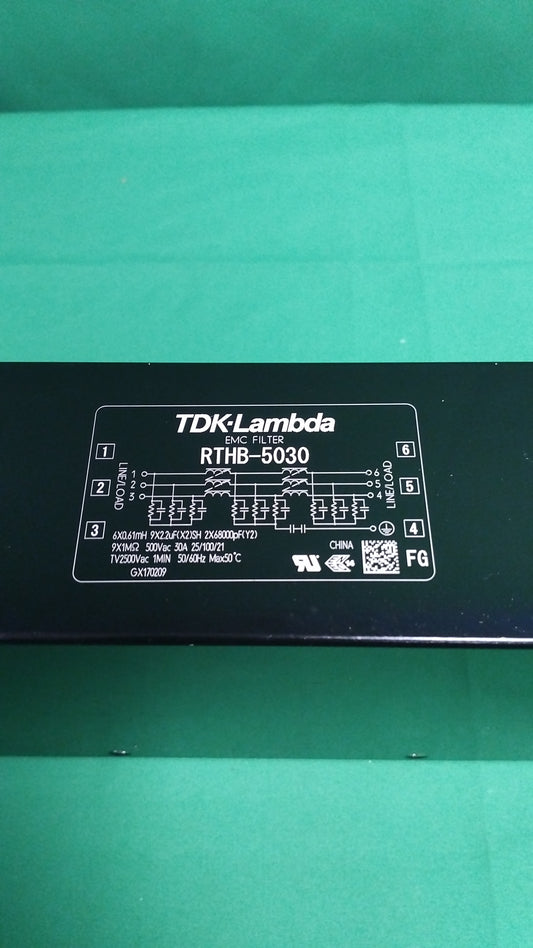 TDK-Lambda
EMC FILTER
RTHB-5030
1
2
3
LINE/LOAD
1
2
3
6
5
4
LINE/LOAD
6
5
4
6X0.61mH 9X2.2uF(X2)SH 2X68000pF(Y2)
9X1MΩ 500Vac 30A 25/100/21
TV2500Vac 1MIN 50/60Hz Max50℃
GX170209
CHINA
FG